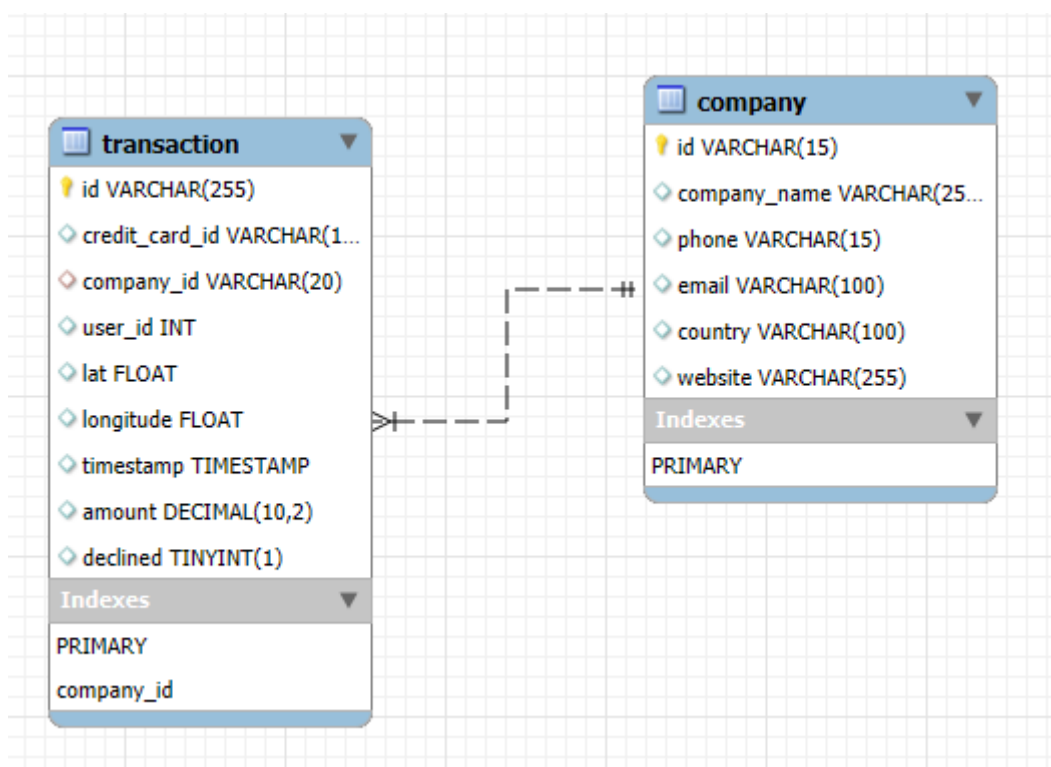 transaction
id VARCHAR(255)
credit_card_id VARCHAR(1...
company_id VARCHAR(20)
user_id INT
lat FLOAT
longitude FLOAT
timestamp TIMESTAMP
amount DECIMAL(10,2)
declined TINYINT(1)
Indexes
PRIMARY
company_id
company
id VARCHAR(15)
company_name VARCHAR(25...
phone VARCHAR(15)
email VARCHAR(100)
country VARCHAR(100)
website VARCHAR(255)
Indexes
PRIMARY